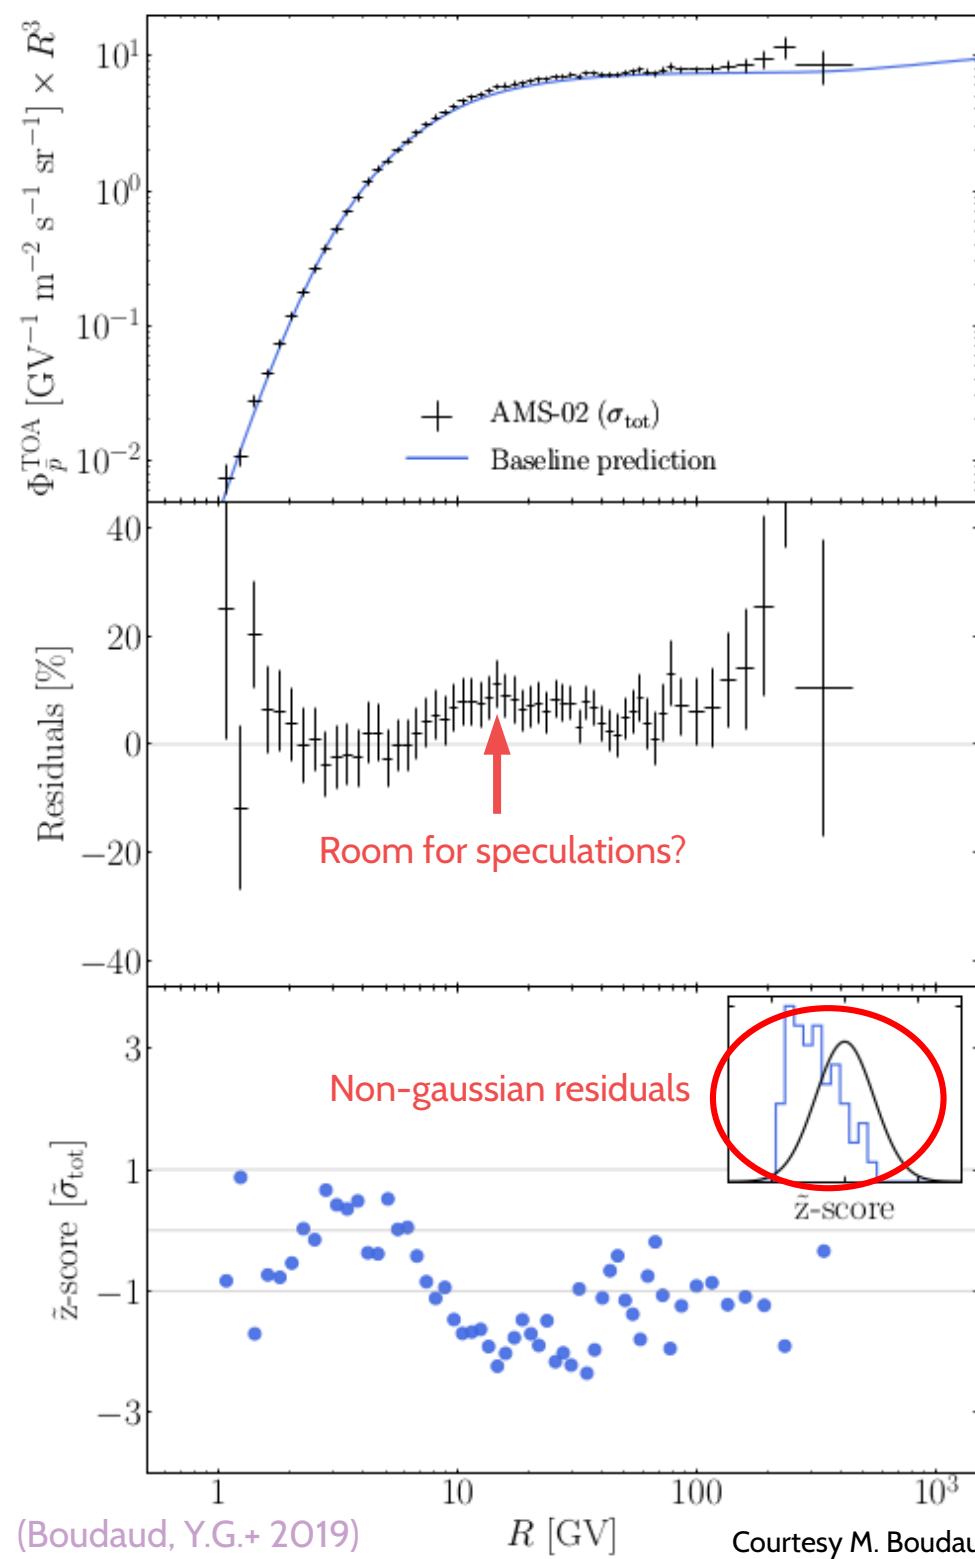 Φ_p̄^TOA [GV⁻¹ m⁻² s⁻¹ sr⁻¹] × R³
10¹
10⁰
10⁻¹
10⁻²
AMS-02 (σ_tot)
Baseline prediction
Residuals [%]
40
20
0
−20
−40
Room for speculations?
z̃-score [σ̃_tot]
3
1
−1
−3
Non-gaussian residuals
z̃-score
1
10
100
10³
R [GV]
(Boudaud, Y.G.+ 2019)
Courtesy M. Boudau